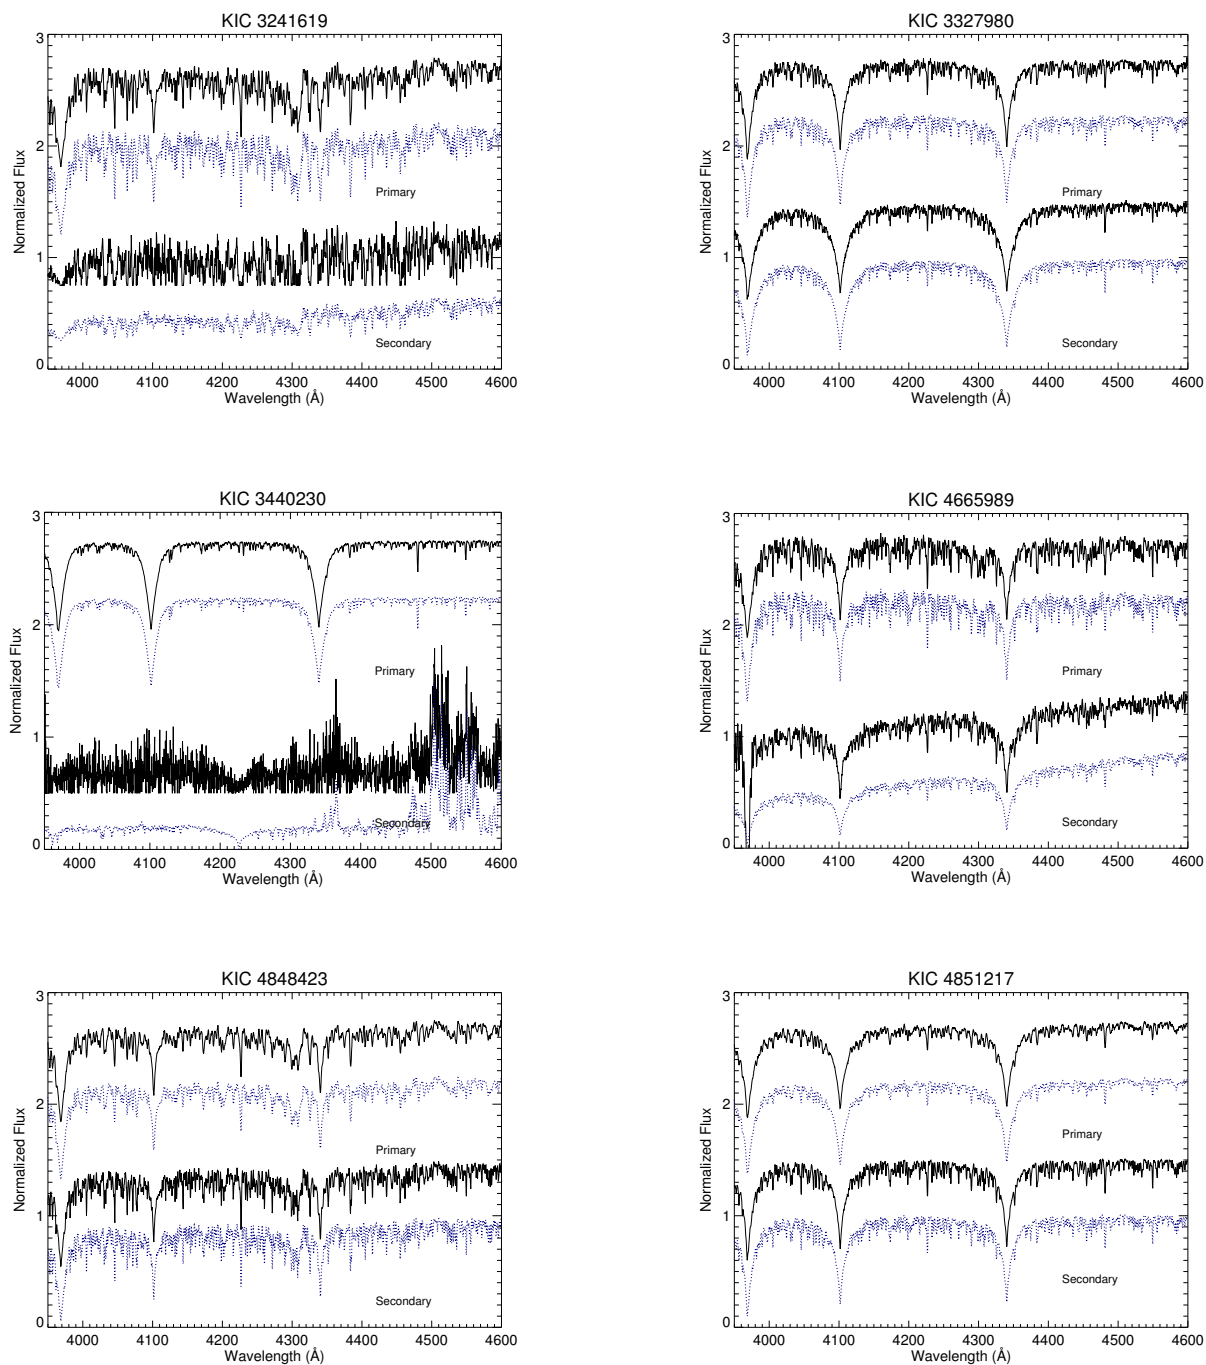 KIC 3241619
3
2
1
0
Normalized Flux
Primary
Secondary
4000 4100 4200 4300 4400 4500 4600
Wavelength (Å)
KIC 3327980
3
2
1
0
Normalized Flux
Primary
Secondary
4000 4100 4200 4300 4400 4500 4600
Wavelength (Å)
KIC 3440230
3
2
1
0
Normalized Flux
Primary
Secondary
4000 4100 4200 4300 4400 4500 4600
Wavelength (Å)
KIC 4665989
3
2
1
0
Normalized Flux
Primary
Secondary
4000 4100 4200 4300 4400 4500 4600
Wavelength (Å)
KIC 4848423
3
2
1
0
Normalized Flux
Primary
Secondary
4000 4100 4200 4300 4400 4500 4600
Wavelength (Å)
KIC 4851217
3
2
1
0
Normalized Flux
Primary
Secondary
4000 4100 4200 4300 4400 4500 4600
Wavelength (Å)